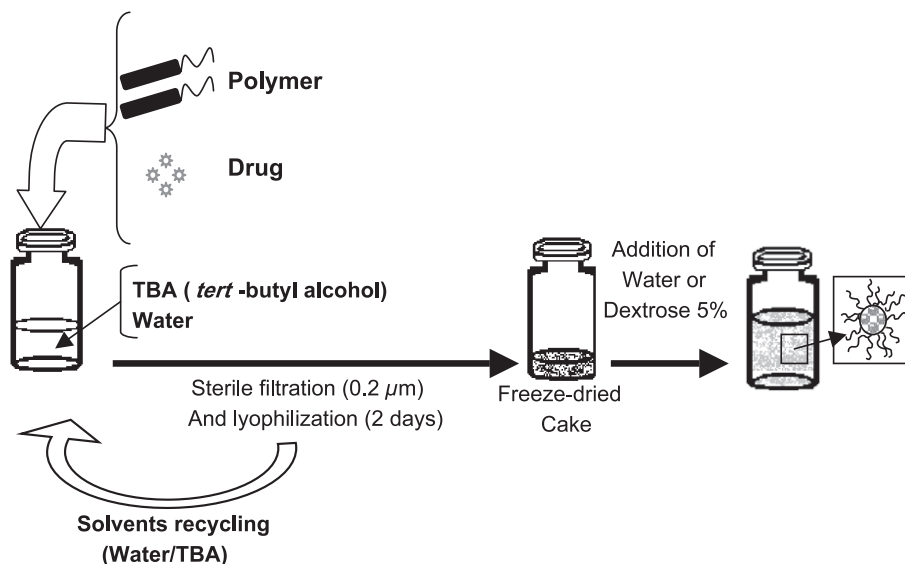 Polymer
Drug
TBA ( tert -butyl alcohol)
Water
Sterile filtration (0.2 µm)
And lyophilization (2 days)
Freeze-dried
Cake
Addition of
Water or
Dextrose 5%
Solvents recycling
(Water/TBA)